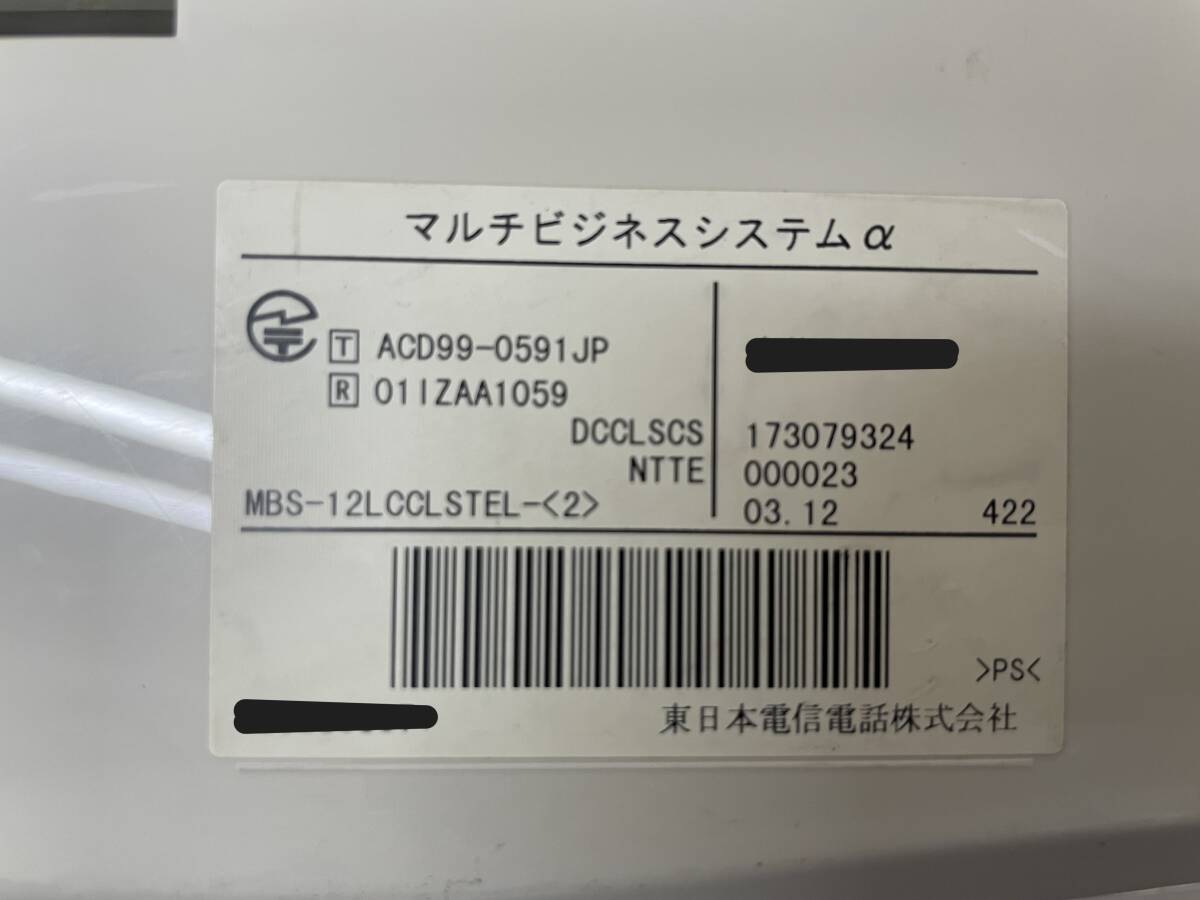 マルチビジネスシステムα
T ACD99-0591JP
R 01IZAA1059
DCCLSCS 173079324
NTTE 000023
MBS-12LCCLSTEL-<2> 03.12 422
>PS<
東日本電信電話株式会社